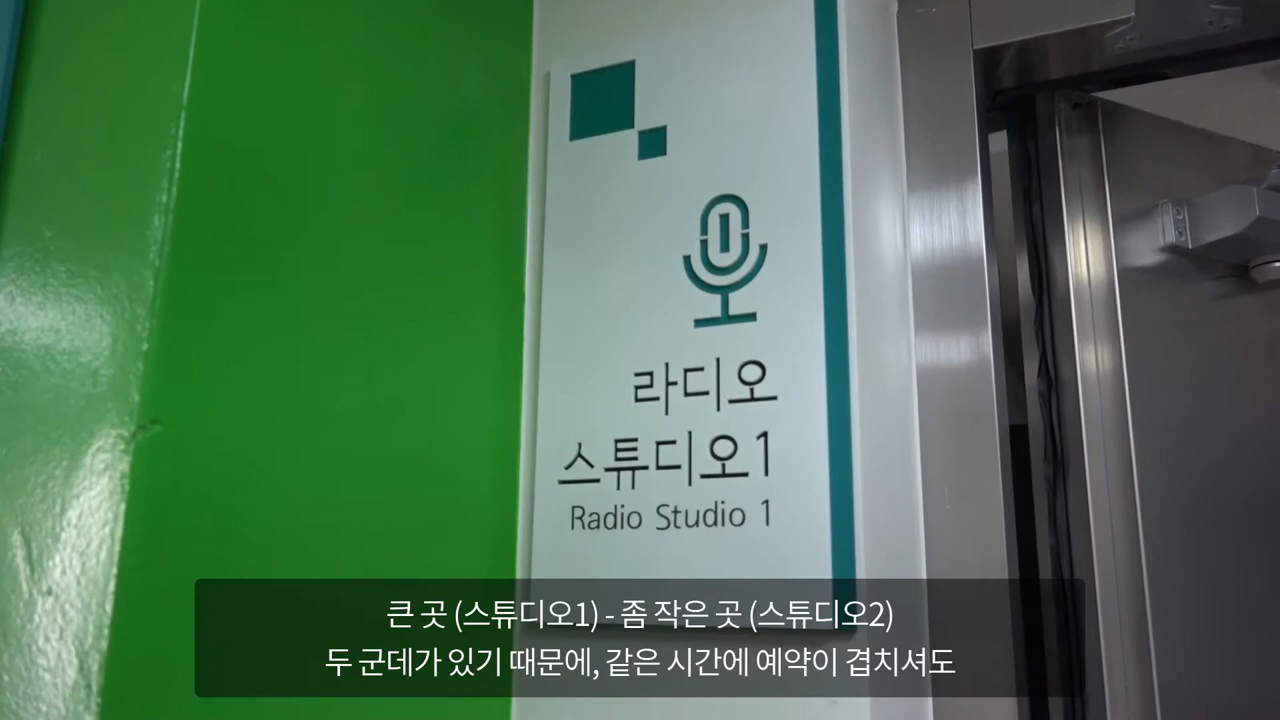 라디오
스튜디오1
Radio Studio 1
큰 곳 (스튜디오1) - 좀 작은 곳 (스튜디오2)
두 군데가 있기 때문에, 같은 시간에 예약이 겹치셔도